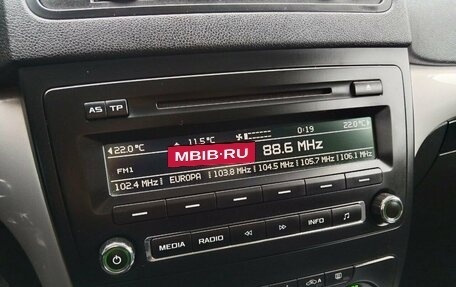 AS TP
22.0°C 11.5°C 0:19 22.0°C
MBIB·RU 88.6 MHz
FM1
102.4 MHz EUROPA 103.8 MHz 104.5 MHz 105.7 MHz 106.1 MHz
MEDIA RADIO INFO
A